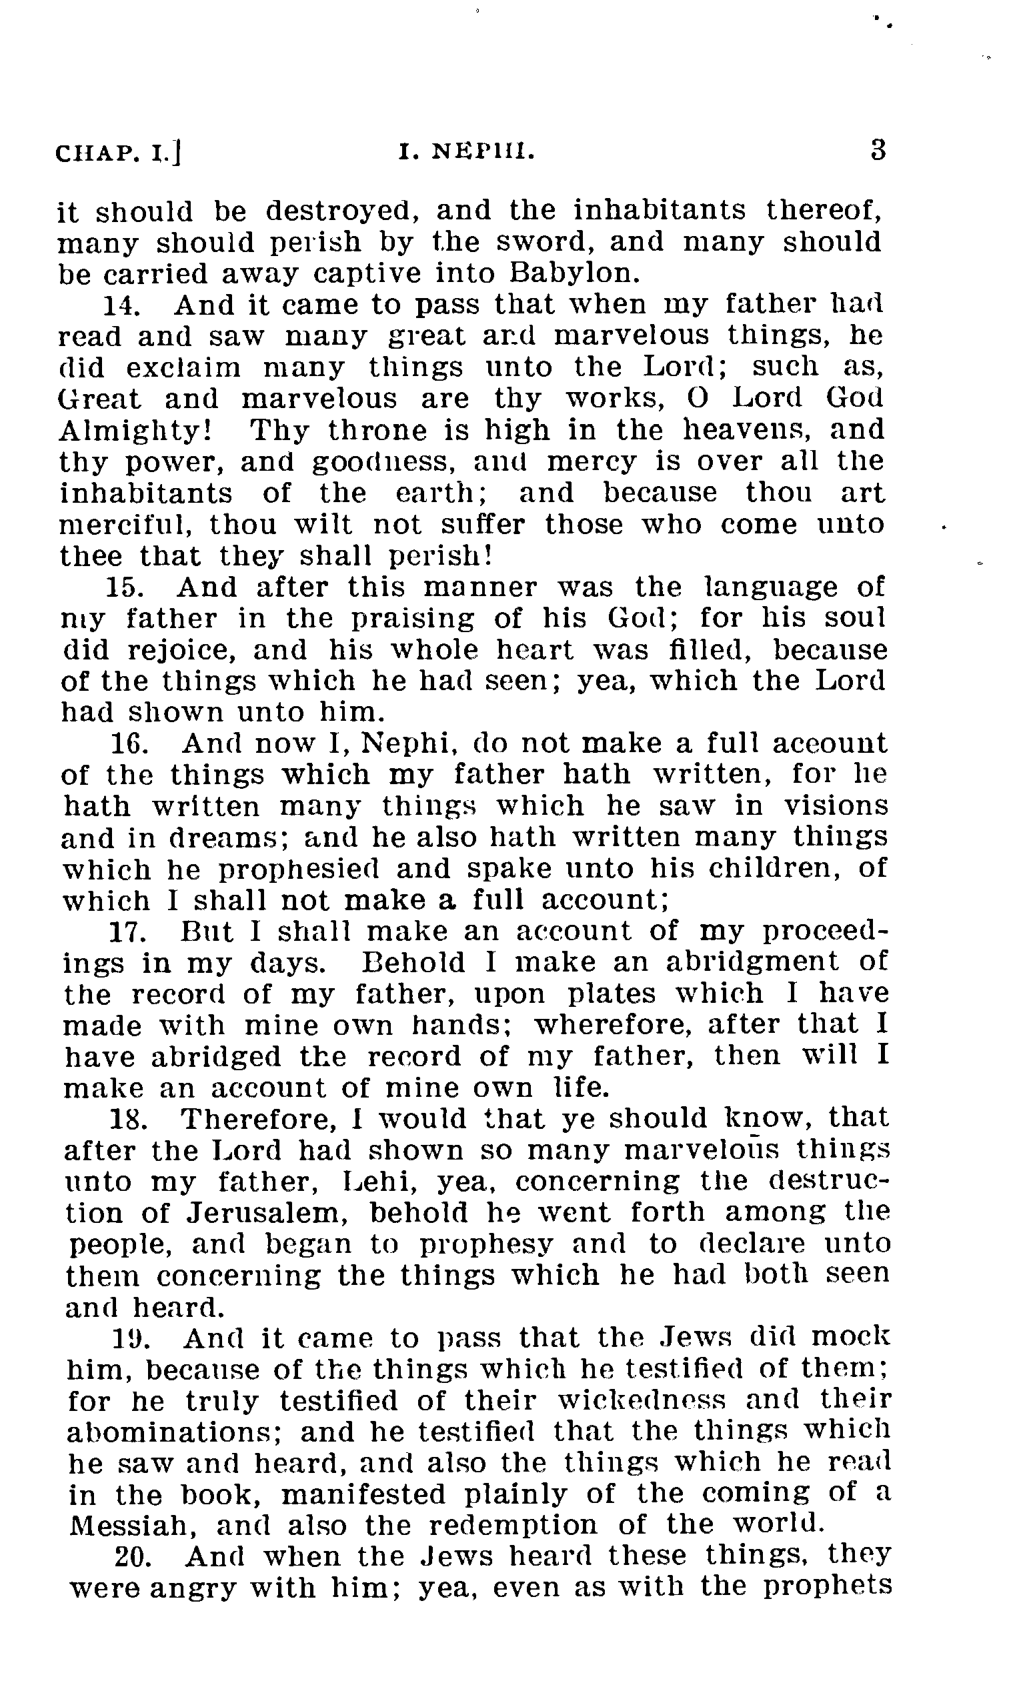 CHAP. I.] I. NEPHI. 3
it should be destroyed, and the inhabitants thereof,
many should perish by the sword, and many should
be carried away captive into Babylon.
14. And it came to pass that when my father had
read and saw many great and marvelous things, he
did exclaim many things unto the Lord; such as,
Great and marvelous are thy works, O Lord God
Almighty! Thy throne is high in the heavens, and
thy power, and goodness, and mercy is over all the
inhabitants of the earth; and because thou art
merciful, thou wilt not suffer those who come unto
thee that they shall perish!
15. And after this manner was the language of
my father in the praising of his God; for his soul
did rejoice, and his whole heart was filled, because
of the things which he had seen; yea, which the Lord
had shown unto him.
16. And now I, Nephi, do not make a full account
of the things which my father hath written, for he
hath written many things which he saw in visions
and in dreams; and he also hath written many things
which he prophesied and spake unto his children, of
which I shall not make a full account;
17. But I shall make an account of my proceed-
ings in my days. Behold I make an abridgment of
the record of my father, upon plates which I have
made with mine own hands; wherefore, after that I
have abridged the record of my father, then will I
make an account of mine own life.
18. Therefore, I would that ye should know, that
after the Lord had shown so many marvelous things
unto my father, Lehi, yea, concerning the destruc-
tion of Jerusalem, behold he went forth among the
people, and began to prophesy and to declare unto
them concerning the things which he had both seen
and heard.
19. And it came to pass that the Jews did mock
him, because of the things which he testified of them;
for he truly testified of their wickedness and their
abominations; and he testified that the things which
he saw and heard, and also the things which he read
in the book, manifested plainly of the coming of a
Messiah, and also the redemption of the world.
20. And when the Jews heard these things, they
were angry with him; yea, even as with the prophets